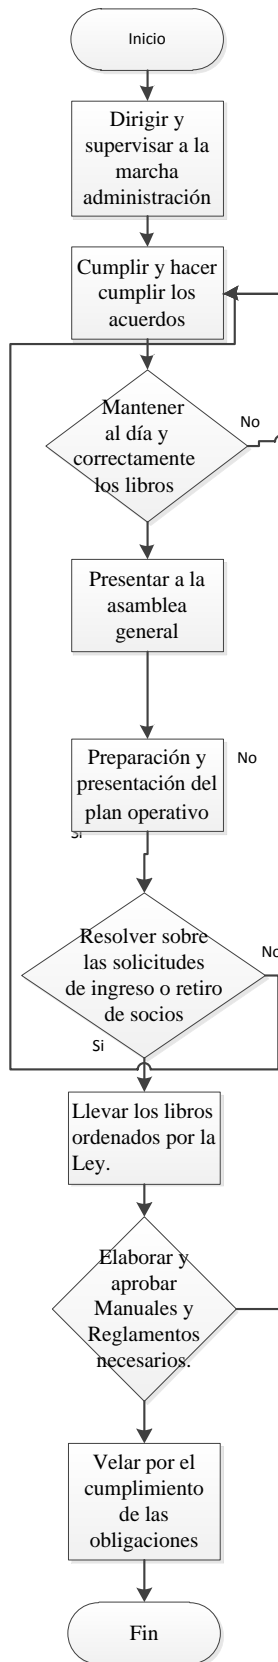 Inicio
Dirigir y
supervisar a la
marcha
administración
Cumplir y hacer
cumplir los
acuerdos
Mantener
al día y
correctamente
los libros
No
Presentar a la
asamblea
general
Preparación y
presentación del
plan operativo
No
Si
Resolver sobre
las solicitudes
de ingreso o retiro
de socios
No
Si
Llevar los libros
ordenados por la
Ley.
Elaborar y
aprobar
Manuales y
Reglamentos
necesarios.
Velar por el
cumplimiento
de las
obligaciones
Fin